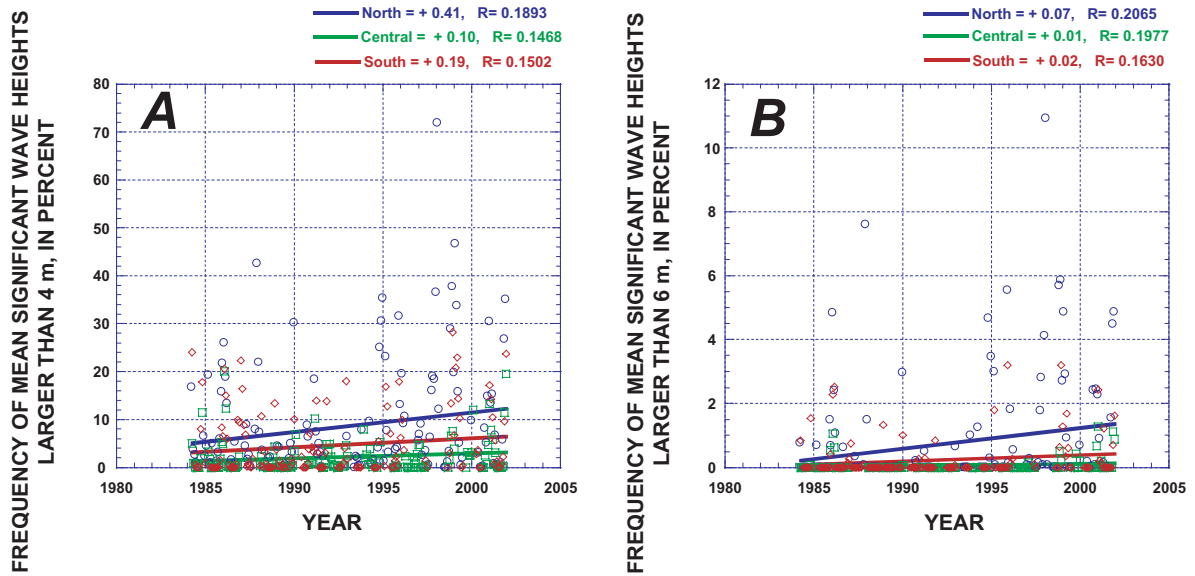 North = + 0.41, R= 0.1893
Central = + 0.10, R= 0.1468
South = + 0.19, R= 0.1502
FREQUENCY OF MEAN SIGNIFICANT WAVE HEIGHTS
LARGER THAN 4 m, IN PERCENT
A
80
70
60
50
40
30
20
10
0
1980
1985
1990
1995
2000
2005
YEAR
North = + 0.07, R= 0.2065
Central = + 0.01, R= 0.1977
South = + 0.02, R= 0.1630
FREQUENCY OF MEAN SIGNIFICANT WAVE HEIGHTS
LARGER THAN 6 m, IN PERCENT
B
12
10
8
6
4
2
0
1980
1985
1990
1995
2000
2005
YEAR